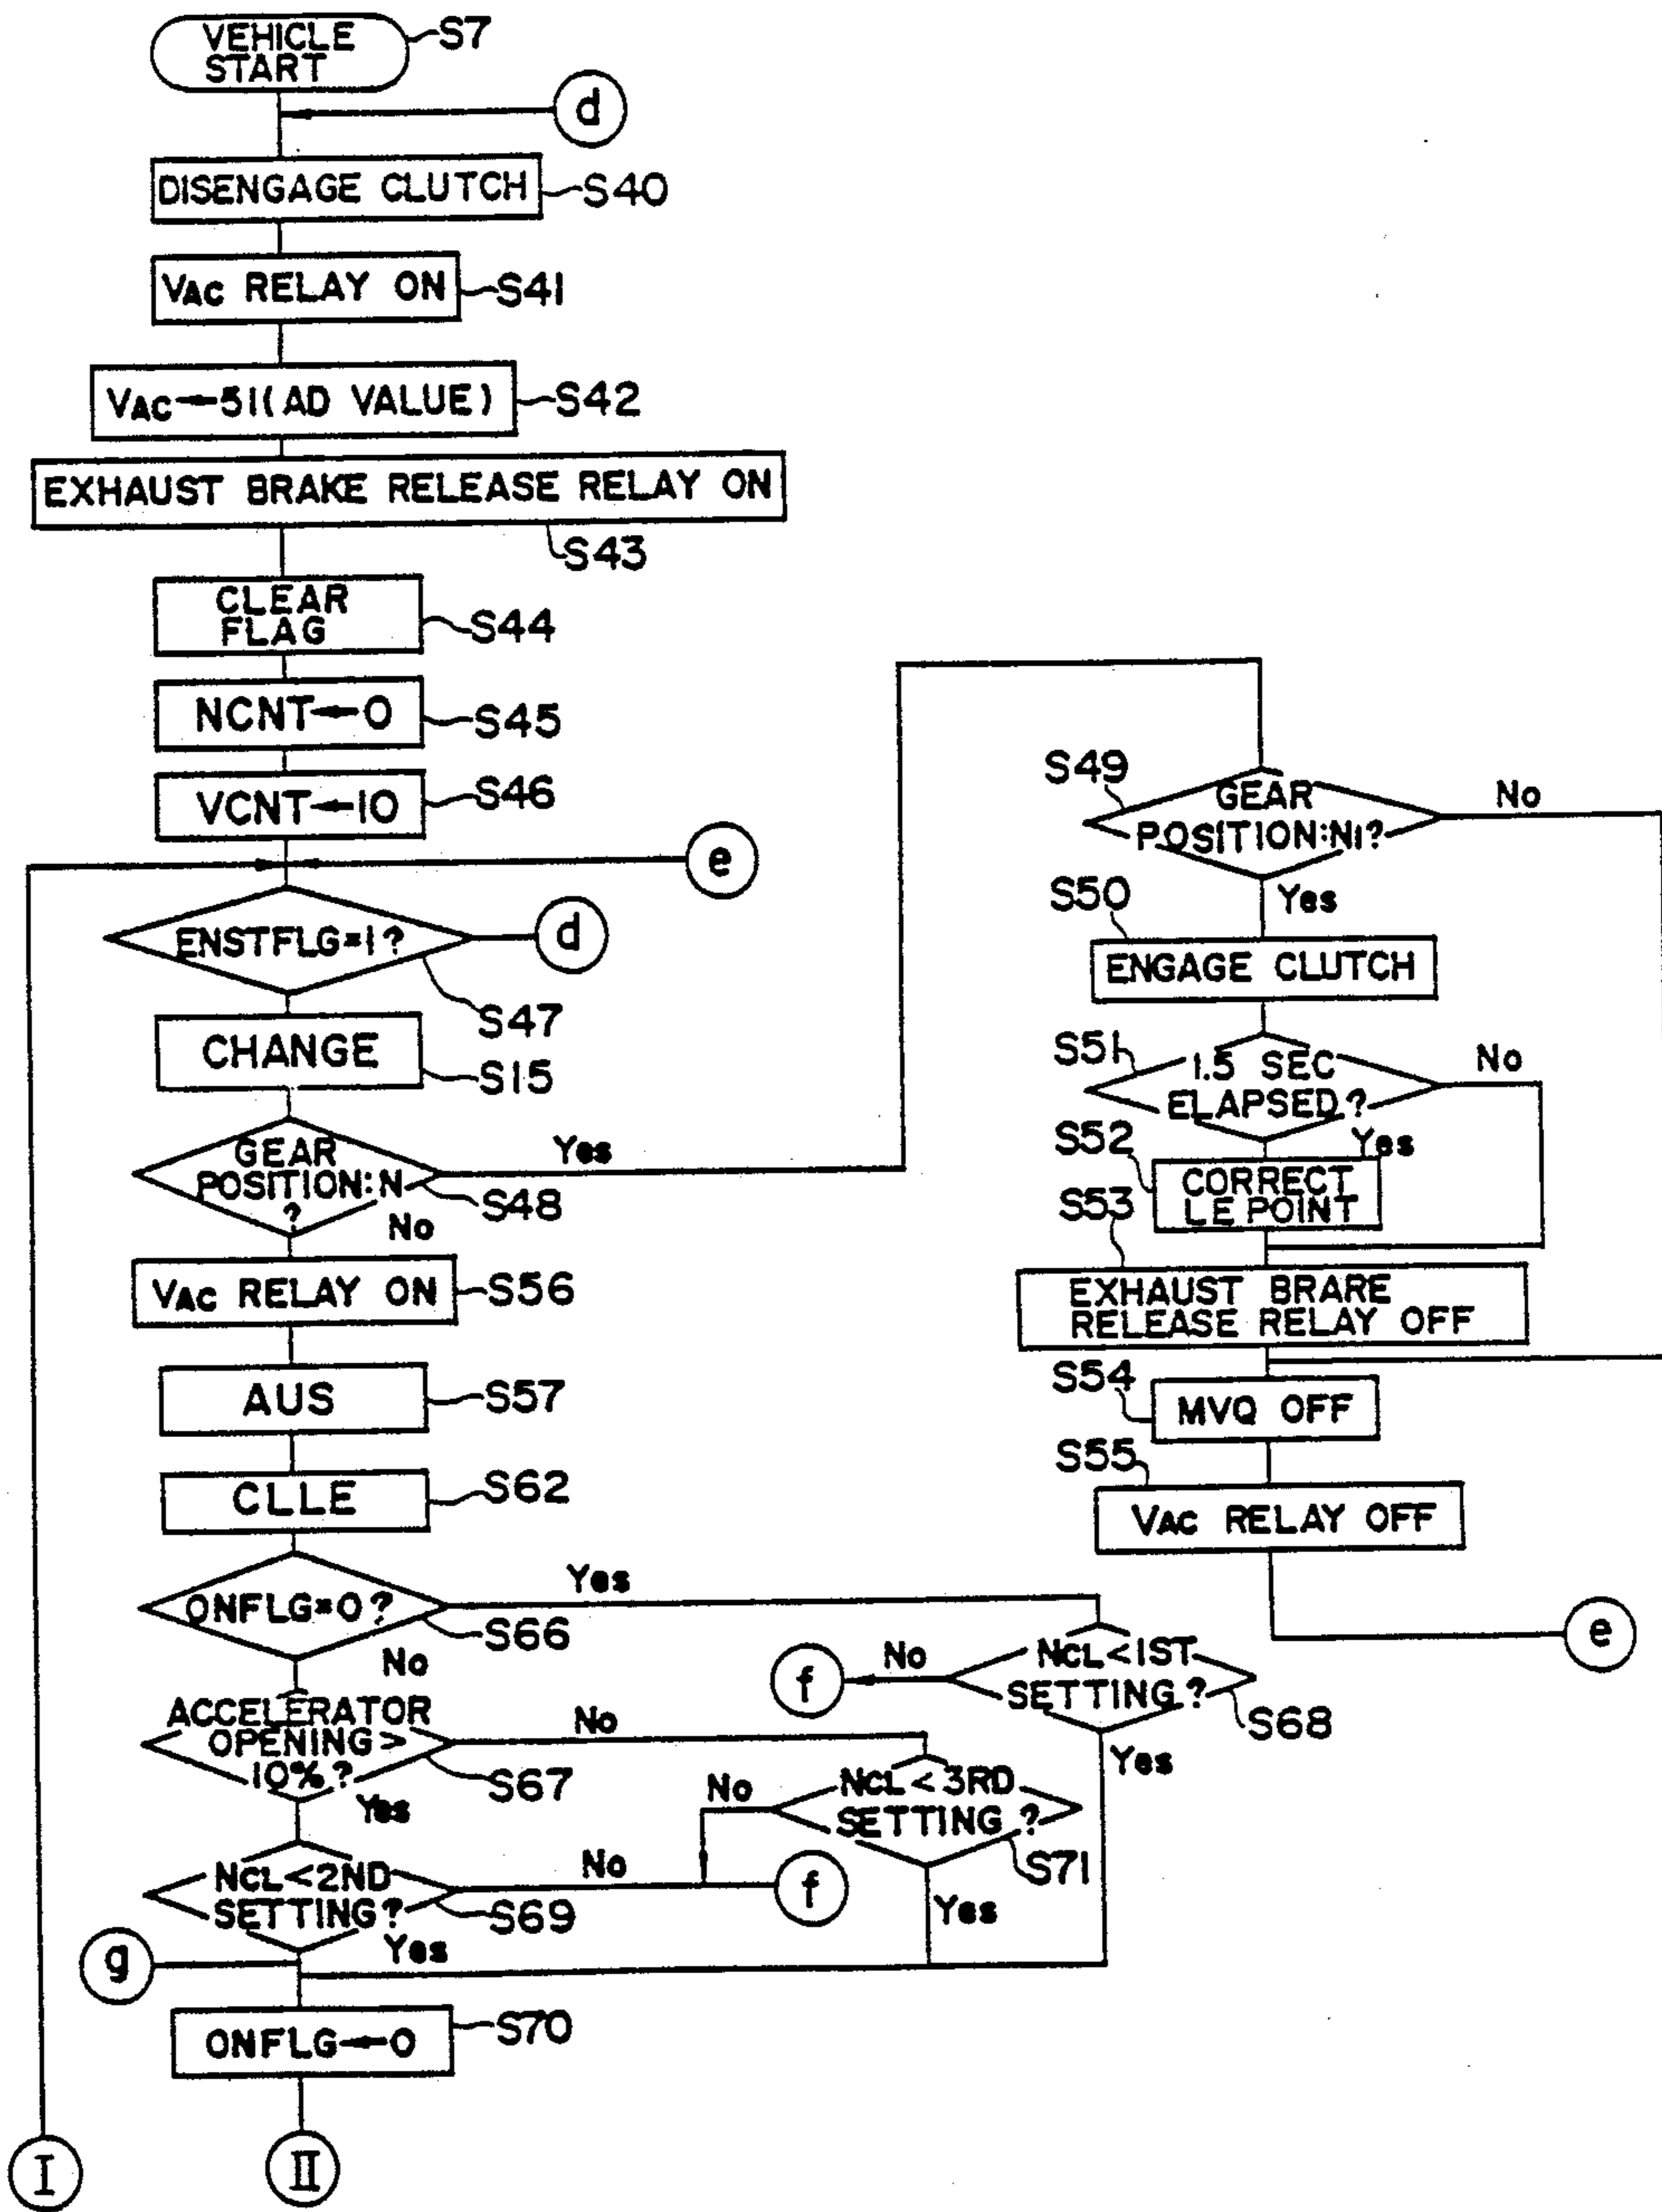 VEHICLE
START
S7
d
DISENGAGE CLUTCH
S40
VAC RELAY ON
S41
VAC←51(AD VALUE)
S42
EXHAUST BRAKE RELEASE RELAY ON
S43
CLEAR
FLAG
S44
NCNT←0
S45
VCNT←10
S46
e
ENSTFLG=1?
d
S47
CHANGE
S15
GEAR
POSITION:N
?
Yes
S48
No
VAC RELAY ON
S56
AUS
S57
CLLE
S62
ONFLG=0?
Yes
S66
No
ACCELERATOR
OPENING>
10%?
No
S67
Yes
NCL<2ND
SETTING?
No
S69
f
Yes
g
ONFLG←0
S70
I
II
S49
GEAR
POSITION:N1?
No
Yes
S50
ENGAGE CLUTCH
S51
1.5 SEC
ELAPSED?
No
Yes
S52
CORRECT
LE POINT
S53
EXHAUST BRARE
RELEASE RELAY OFF
S54
MVQ OFF
S55
VAC RELAY OFF
e
NCL<1ST
SETTING?
No
f
S68
Yes
NCL<3RD
SETTING?
No
S71
Yes